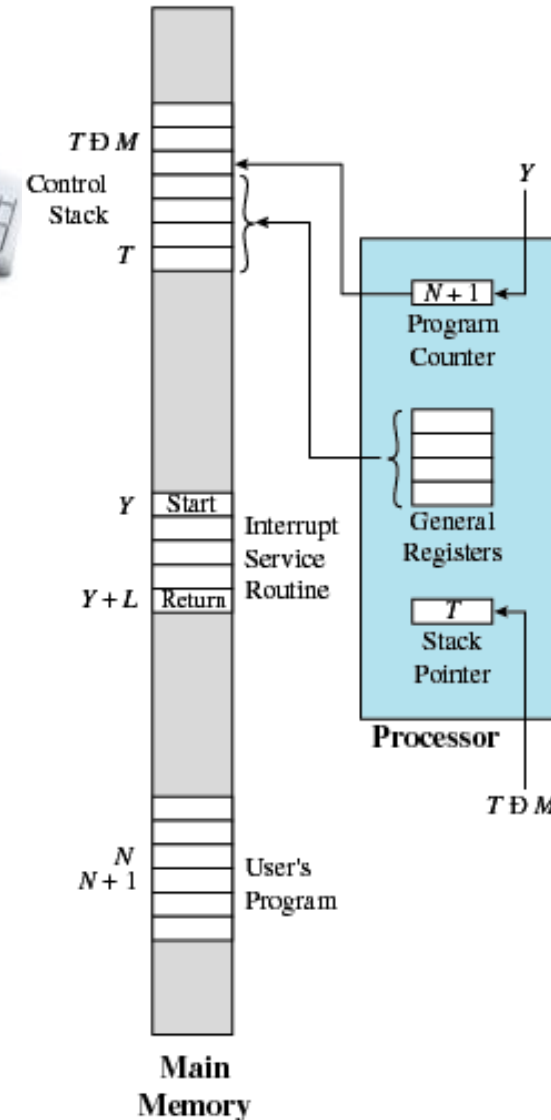 T Ð M
Control
Stack
T
Y
Start
Interrupt
Service
Routine
Y + L
Return
N
N + 1
User's
Program
Main
Memory
Y
N + 1
Program
Counter
General
Registers
T
Stack
Pointer
Processor
T Ð M